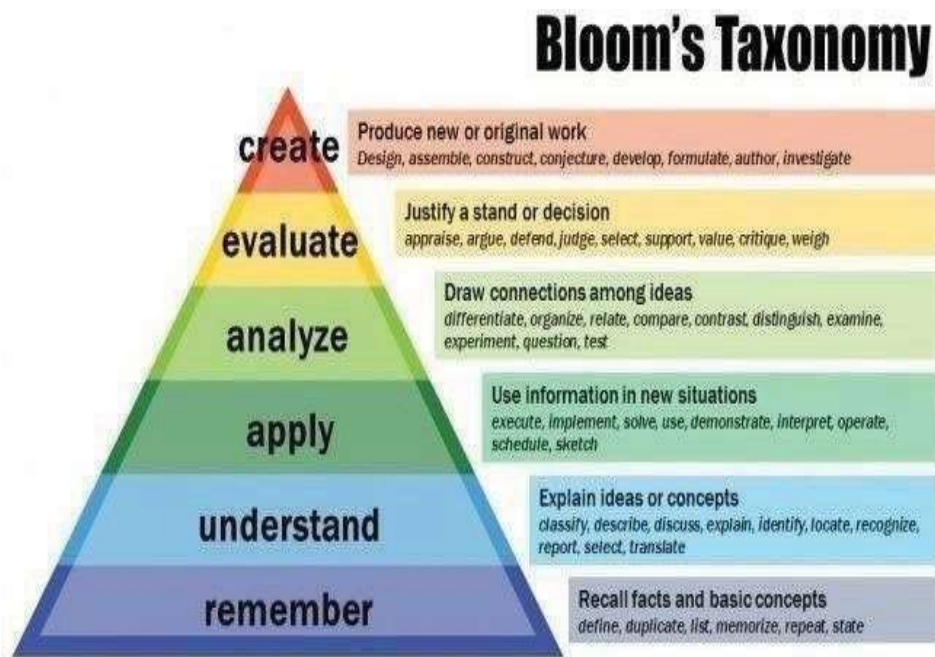 Bloom's Taxonomy
create
Produce new or original work
Design, assemble, construct, conjecture, develop, formulate, author, investigate
evaluate
Justify a stand or decision
appraise, argue, defend, judge, select, support, value, critique, weigh
analyze
Draw connections among ideas
differentiate, organize, relate, compare, contrast, distinguish, examine,
experiment, question, test
apply
Use information in new situations
execute, implement, solve, use, demonstrate, interpret, operate,
schedule, sketch
understand
Explain ideas or concepts
classify, describe, discuss, explain, identify, locate, recognize,
report, select, translate
remember
Recall facts and basic concepts
define, duplicate, list, memorize, repeat, state